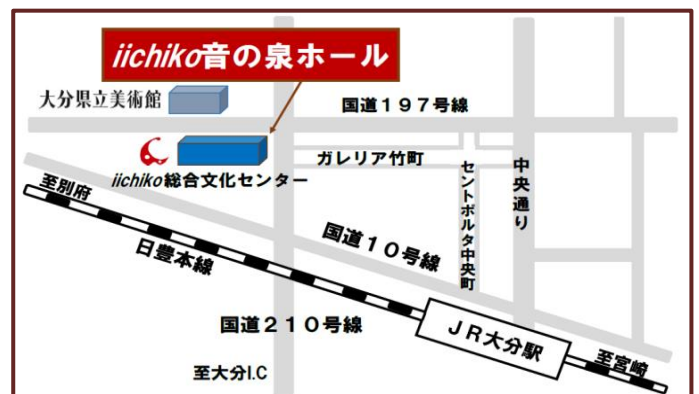 iichiko音の泉ホール
大分県立美術館
国道197号線
iichiko総合文化センター
ガレリア竹町
セントポルタ中央町
中央通り
至別府
日豊本線
国道10号線
国道210号線
JR大分駅
至宮崎
至大分I.C